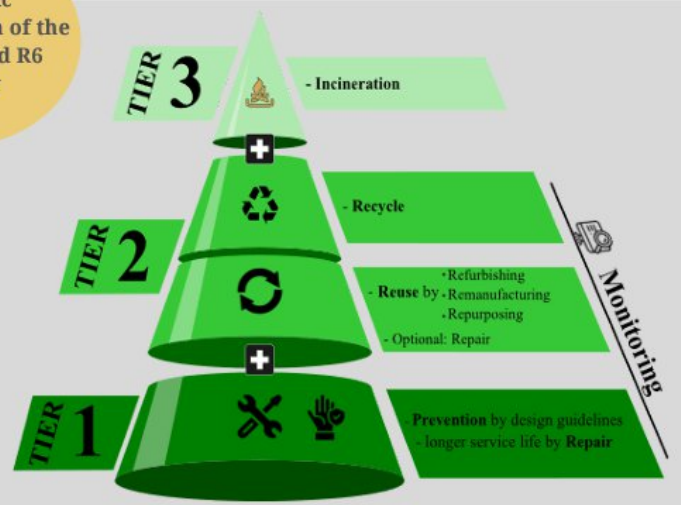 n of the
d R6
TIER 3
- Incineration
- Recycle
TIER 2
- Reuse by
• Refurbishing
• Remanufacturing
• Repurposing
- Optional: Repair
Monitoring
TIER 1
- Prevention by design guidelines
- longer service life by Repair